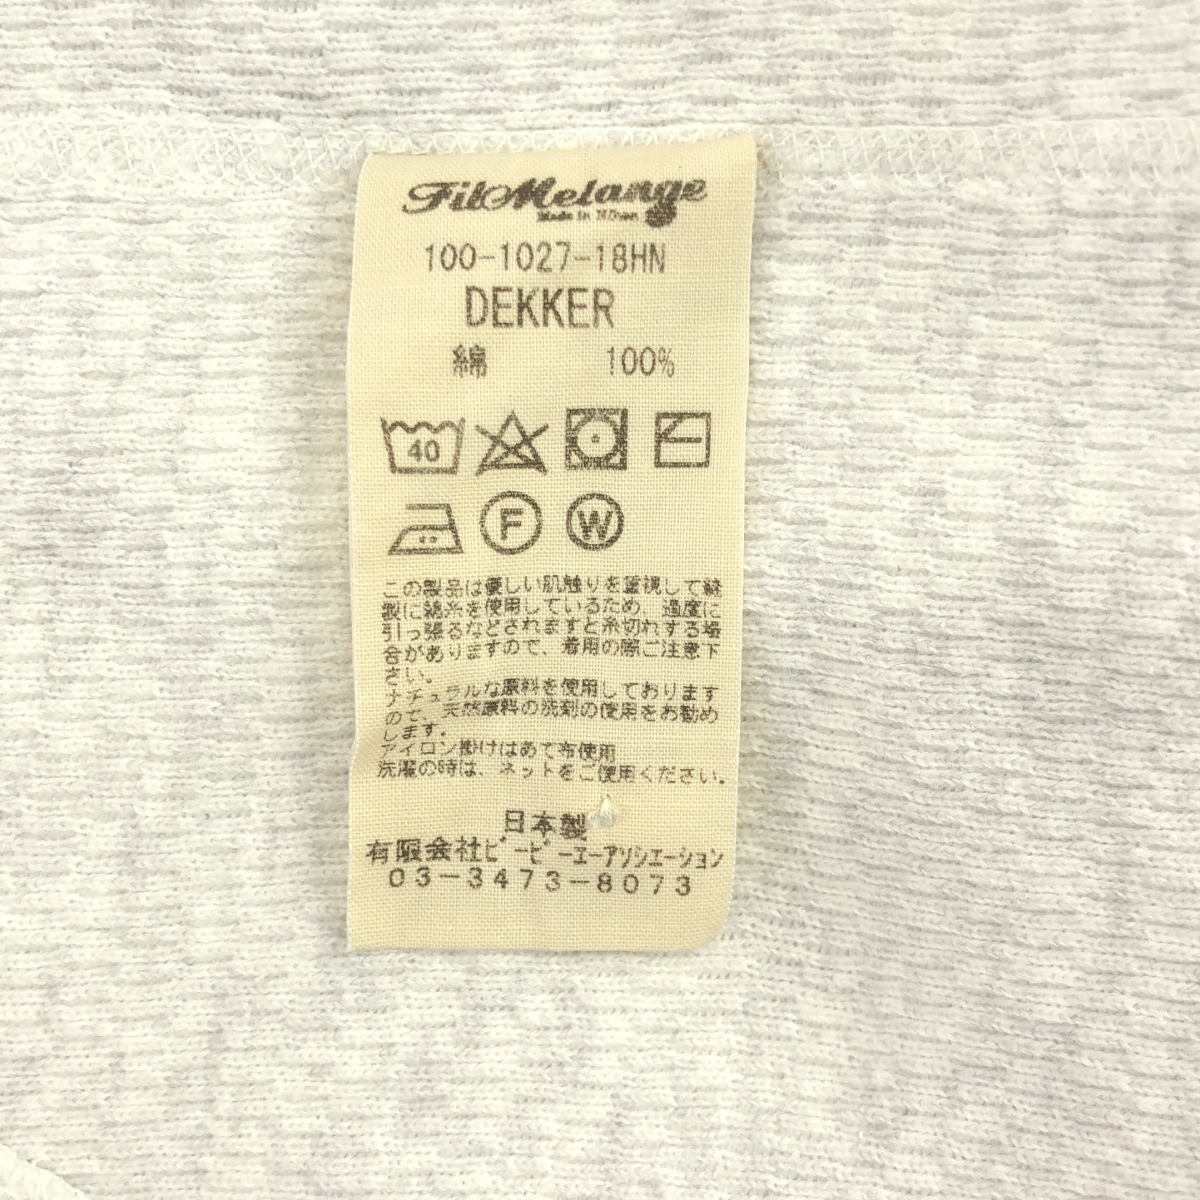 FilMelange
Made in Nihon
100-1027-18HN
DEKKER
綿 100%
40
F W
この製品は優しい肌触りを重視して縫
製に綿糸を使用しているため、過度に
引っ張るなどされますと糸切れする場
合がありますので、着用の際ご注意下
さい。
ナチュラルな原料を使用しております
ので、天然原料の洗剤の使用をお勧め
します。
アイロン掛けはあて布使用
洗濯の時は、ネットをご使用ください。
日本製
有限会社ビーピーエーアソシエーション
03-3473-8073